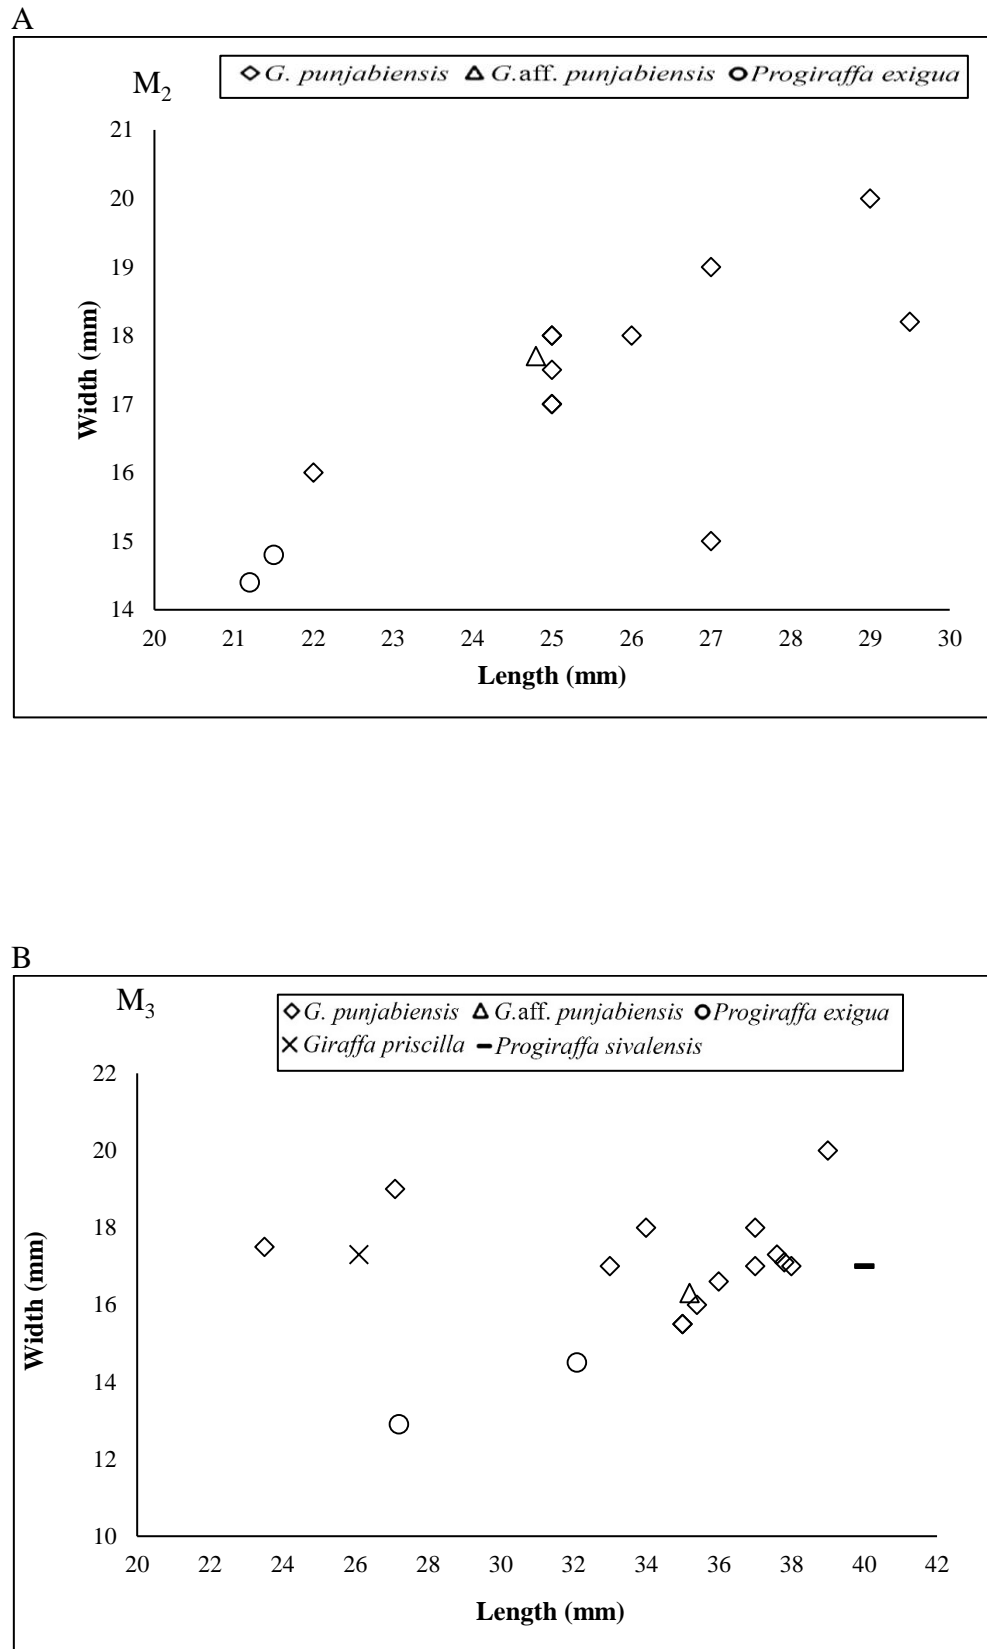 A
M₂
G. punjabiensis G.aff. punjabiensis Progiraffa exigua
21
20
19
18
17
16
15
14
Width (mm)
20 21 22 23 24 25 26 27 28 29 30
Length (mm)
B
M₃
G. punjabiensis G.aff. punjabiensis Progiraffa exigua
Giraffa priscilla Progiraffa sivalensis
22
20
18
16
14
12
10
Width (mm)
20 22 24 26 28 30 32 34 36 38 40 42
Length (mm)